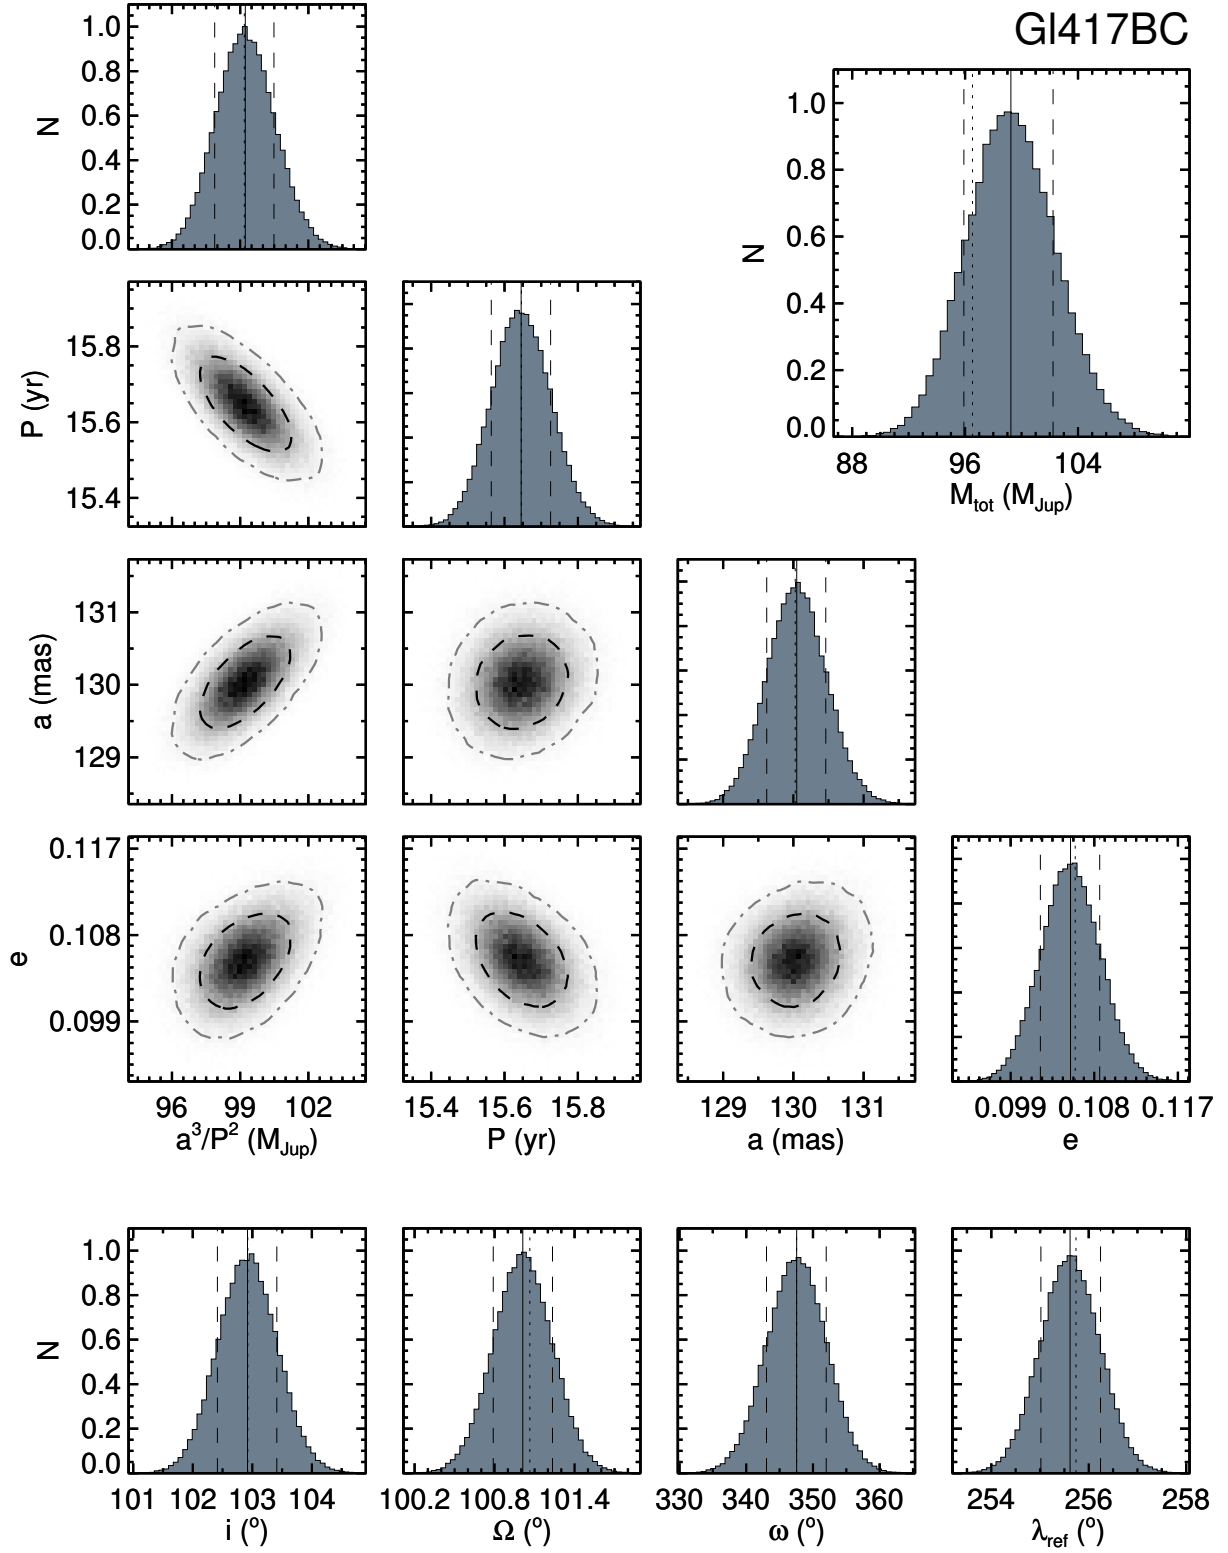 Gl417BC
1.0
0.8
0.6
0.4
0.2
0.0
N
1.0
0.8
0.6
0.4
0.2
0.0
N
88 96 104
M_tot (M_Jup)
15.8
15.6
15.4
P (yr)
131
130
129
a (mas)
0.117
0.108
0.099
e
96 99 102
a³/P² (M_Jup)
15.4 15.6 15.8
P (yr)
129 130 131
a (mas)
0.099 0.108 0.117
e
1.0
0.8
0.6
0.4
0.2
0.0
N
101 102 103 104
i (°)
100.2 100.8 101.4
Ω (°)
330 340 350 360
ω (°)
254 256 258
λ_ref (°)